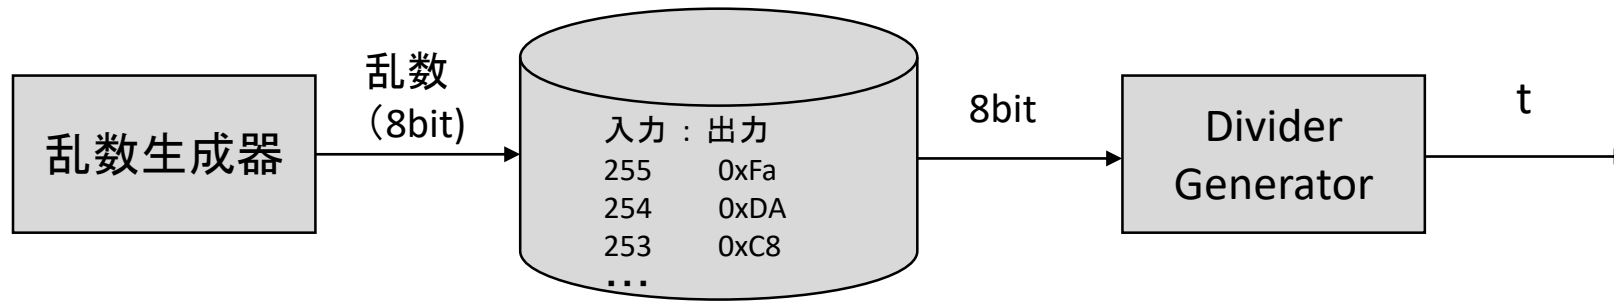 乱数生成器
乱数
（8bit)
入力 : 出力
255 0xFa
254 0xDA
253 0xC8
･･･
8bit
Divider
Generator
t